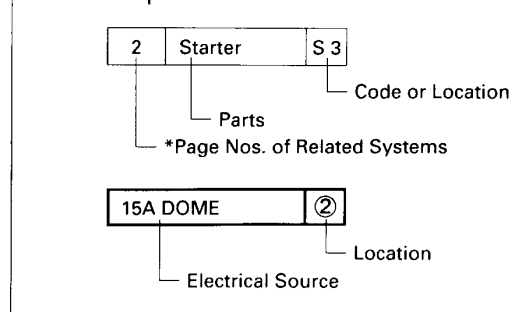 2 Starter S 3
Code or Location
Parts
*Page Nos. of Related Systems
15A DOME ②
Location
Electrical Source